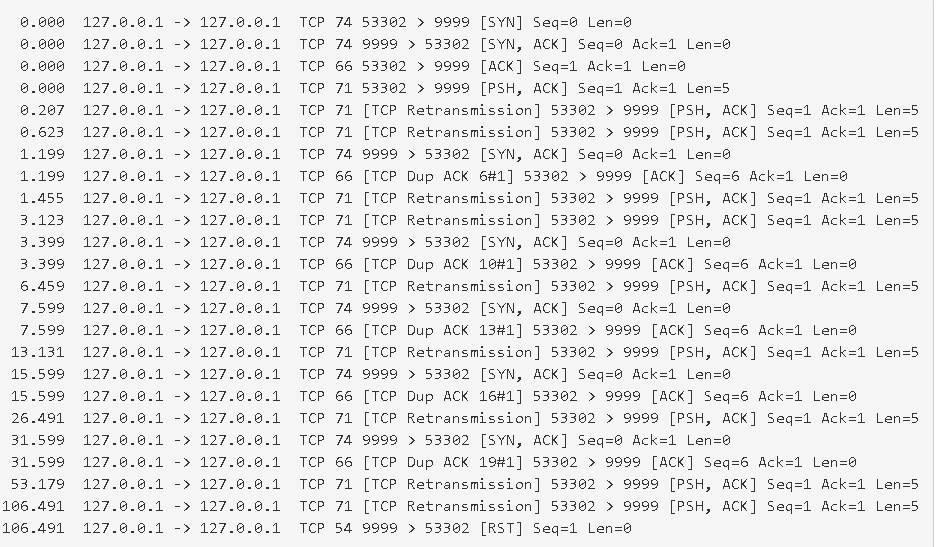 0.000 127.0.0.1 -> 127.0.0.1 TCP 74 53302 > 9999 [SYN] Seq=0 Len=0
0.000 127.0.0.1 -> 127.0.0.1 TCP 74 9999 > 53302 [SYN, ACK] Seq=0 Ack=1 Len=0
0.000 127.0.0.1 -> 127.0.0.1 TCP 66 53302 > 9999 [ACK] Seq=1 Ack=1 Len=0
0.000 127.0.0.1 -> 127.0.0.1 TCP 71 53302 > 9999 [PSH, ACK] Seq=1 Ack=1 Len=5
0.207 127.0.0.1 -> 127.0.0.1 TCP 71 [TCP Retransmission] 53302 > 9999 [PSH, ACK] Seq=1 Ack=1 Len=5
0.623 127.0.0.1 -> 127.0.0.1 TCP 71 [TCP Retransmission] 53302 > 9999 [PSH, ACK] Seq=1 Ack=1 Len=5
1.199 127.0.0.1 -> 127.0.0.1 TCP 74 9999 > 53302 [SYN, ACK] Seq=0 Ack=1 Len=0
1.199 127.0.0.1 -> 127.0.0.1 TCP 66 [TCP Dup ACK 6#1] 53302 > 9999 [ACK] Seq=6 Ack=1 Len=0
1.455 127.0.0.1 -> 127.0.0.1 TCP 71 [TCP Retransmission] 53302 > 9999 [PSH, ACK] Seq=1 Ack=1 Len=5
3.123 127.0.0.1 -> 127.0.0.1 TCP 71 [TCP Retransmission] 53302 > 9999 [PSH, ACK] Seq=1 Ack=1 Len=5
3.399 127.0.0.1 -> 127.0.0.1 TCP 74 9999 > 53302 [SYN, ACK] Seq=0 Ack=1 Len=0
3.399 127.0.0.1 -> 127.0.0.1 TCP 66 [TCP Dup ACK 10#1] 53302 > 9999 [ACK] Seq=6 Ack=1 Len=0
6.459 127.0.0.1 -> 127.0.0.1 TCP 71 [TCP Retransmission] 53302 > 9999 [PSH, ACK] Seq=1 Ack=1 Len=5
7.599 127.0.0.1 -> 127.0.0.1 TCP 74 9999 > 53302 [SYN, ACK] Seq=0 Ack=1 Len=0
7.599 127.0.0.1 -> 127.0.0.1 TCP 66 [TCP Dup ACK 13#1] 53302 > 9999 [ACK] Seq=6 Ack=1 Len=0
13.131 127.0.0.1 -> 127.0.0.1 TCP 71 [TCP Retransmission] 53302 > 9999 [PSH, ACK] Seq=1 Ack=1 Len=5
15.599 127.0.0.1 -> 127.0.0.1 TCP 74 9999 > 53302 [SYN, ACK] Seq=0 Ack=1 Len=0
15.599 127.0.0.1 -> 127.0.0.1 TCP 66 [TCP Dup ACK 16#1] 53302 > 9999 [ACK] Seq=6 Ack=1 Len=0
26.491 127.0.0.1 -> 127.0.0.1 TCP 71 [TCP Retransmission] 53302 > 9999 [PSH, ACK] Seq=1 Ack=1 Len=5
31.599 127.0.0.1 -> 127.0.0.1 TCP 74 9999 > 53302 [SYN, ACK] Seq=0 Ack=1 Len=0
31.599 127.0.0.1 -> 127.0.0.1 TCP 66 [TCP Dup ACK 19#1] 53302 > 9999 [ACK] Seq=6 Ack=1 Len=0
53.179 127.0.0.1 -> 127.0.0.1 TCP 71 [TCP Retransmission] 53302 > 9999 [PSH, ACK] Seq=1 Ack=1 Len=5
106.491 127.0.0.1 -> 127.0.0.1 TCP 71 [TCP Retransmission] 53302 > 9999 [PSH, ACK] Seq=1 Ack=1 Len=5
106.491 127.0.0.1 -> 127.0.0.1 TCP 54 9999 > 53302 [RST] Seq=1 Len=0